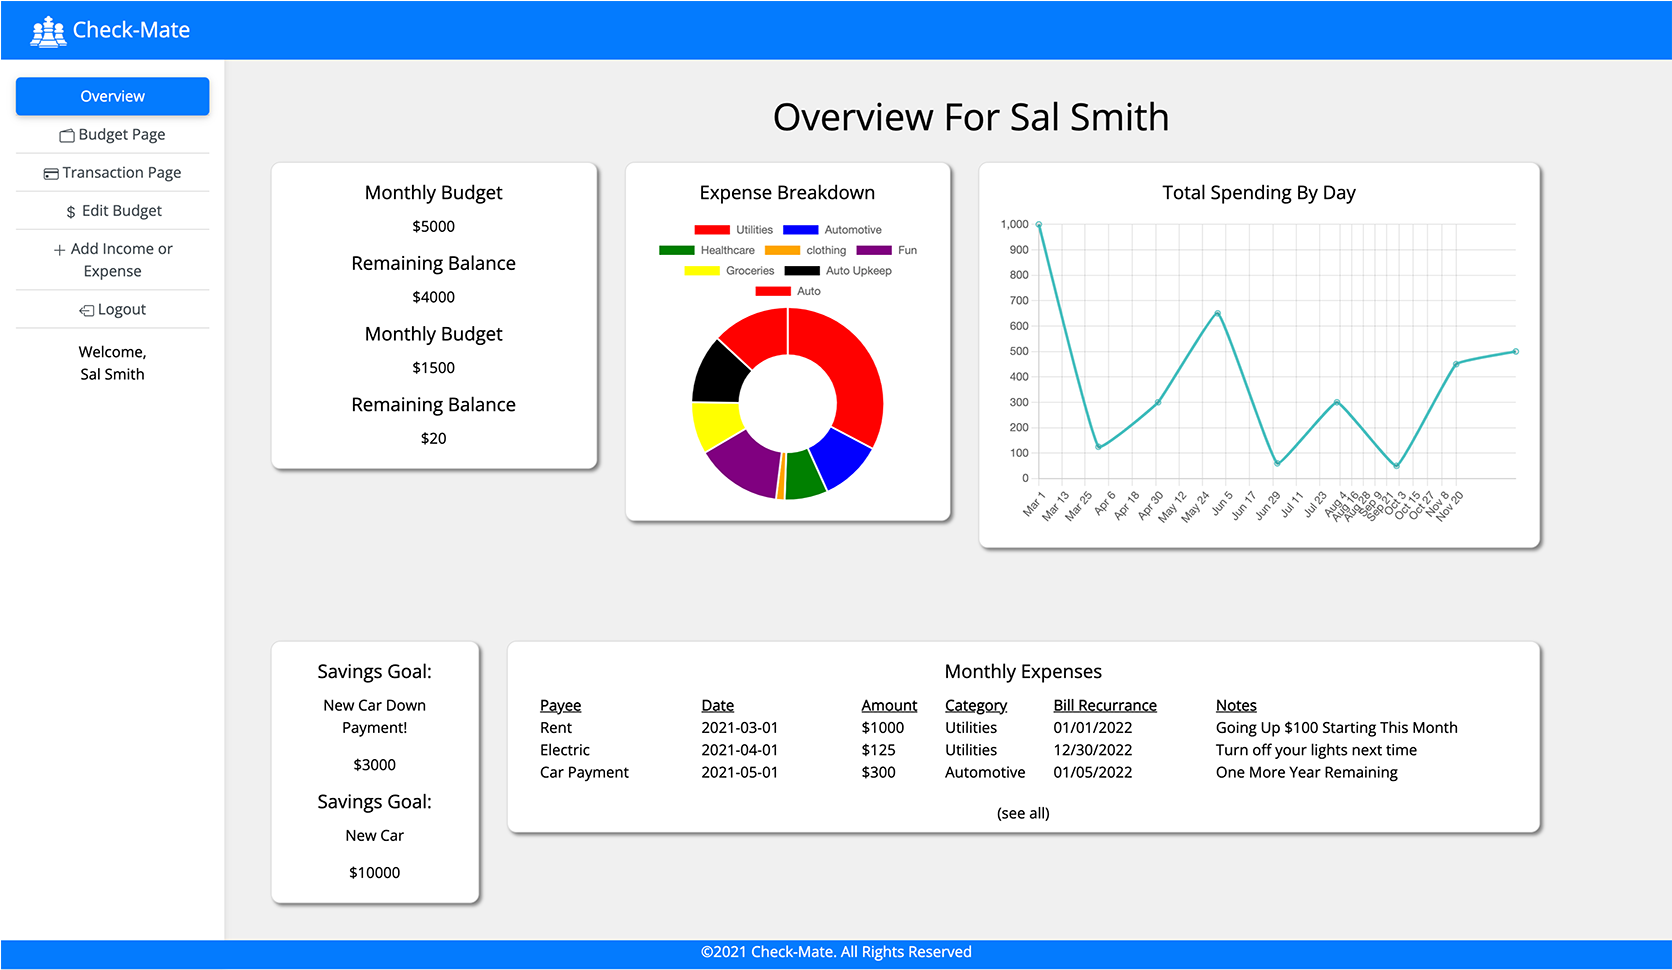 Check-Mate
Overview
Budget Page
Transaction Page
$ Edit Budget
+ Add Income or
Expense
Logout
Welcome,
Sal Smith
Overview For Sal Smith
Monthly Budget
$5000
Remaining Balance
$4000
Monthly Budget
$1500
Remaining Balance
$20
Expense Breakdown
Utilities Automotive
Healthcare clothing Fun
Groceries Auto Upkeep
Auto
Total Spending By Day
1,000
900
800
700
600
500
400
300
200
100
0
Mar 1 Mar 13 Mar 25 Apr 6 Apr 18 Apr 30 May 12 May 24 Jun 5 Jun 17 Jun 29 Jul 11 Jul 23 Aug 4 Aug 16 Aug 28 Sep 9 Sep 21 Oct 3 Oct 15 Oct 27 Nov 8 Nov 20
Savings Goal:
New Car Down
Payment!
$3000
Savings Goal:
New Car
$10000
Monthly Expenses
Payee Date Amount Category Bill Recurrance Notes
Rent 2021-03-01 $1000 Utilities 01/01/2022 Going Up $100 Starting This Month
Electric 2021-04-01 $125 Utilities 12/30/2022 Turn off your lights next time
Car Payment 2021-05-01 $300 Automotive 01/05/2022 One More Year Remaining
(see all)
©2021 Check-Mate. All Rights Reserved